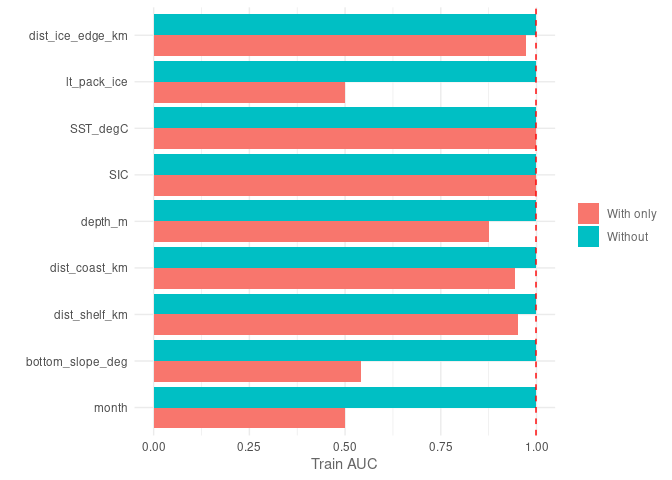 dist_ice_edge_km
lt_pack_ice
SST_degC
SIC
depth_m
dist_coast_km
dist_shelf_km
bottom_slope_deg
month
0.00 0.25 0.50 0.75 1.00
Train AUC
With only
Without